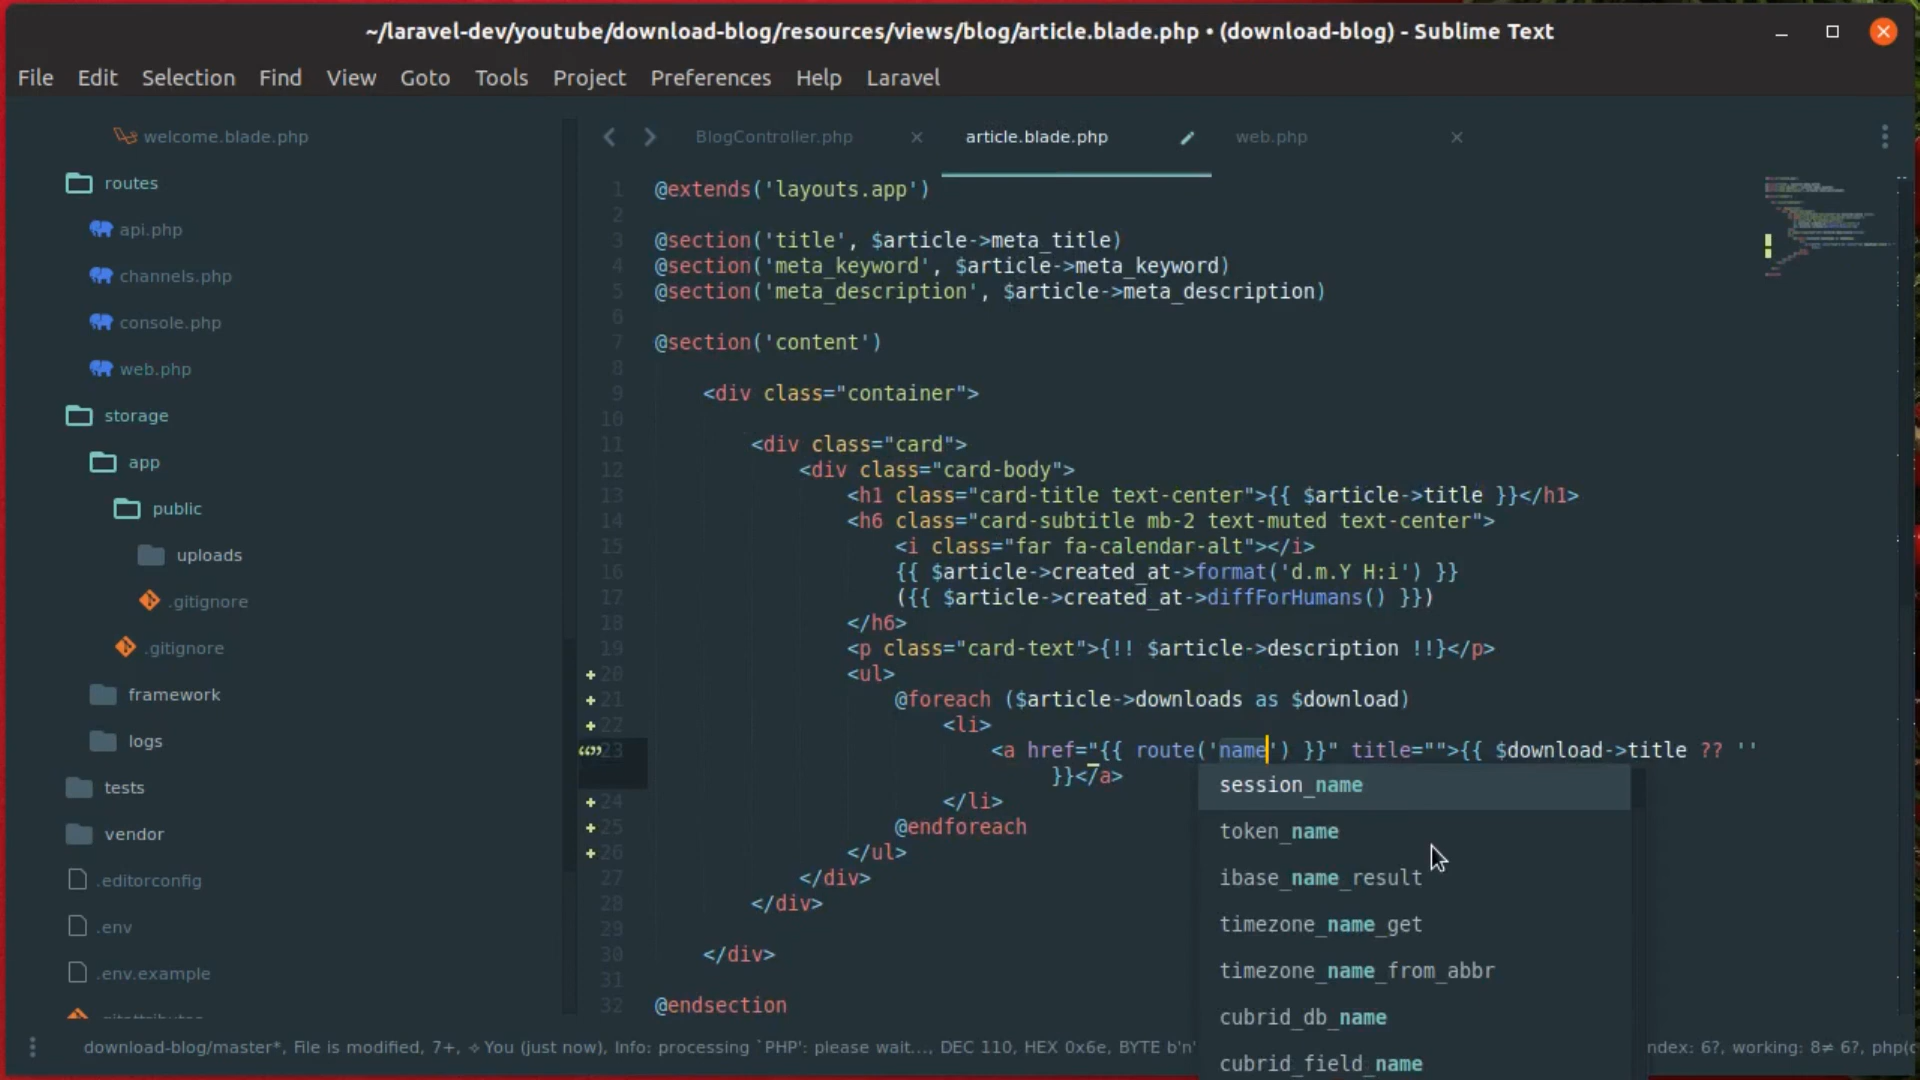 ~/laravel-dev/youtube/download-blog/resources/views/blog/article.blade.php • (download-blog) - Sublime Text
File Edit Selection Find View Goto Tools Project Preferences Help Laravel
welcome.blade.php
routes
api.php
channels.php
console.php
web.php
storage
app
public
uploads
.gitignore
.gitignore
framework
logs
tests
vendor
.editorconfig
.env
.env.example
.gitattributes
BlogController.php × article.blade.php web.php ×
1 @extends('layouts.app')
2
3 @section('title', $article->meta_title)
4 @section('meta_keyword', $article->meta_keyword)
5 @section('meta_description', $article->meta_description)
6
7 @section('content')
8
9 <div class="container">
10
11 <div class="card">
12 <div class="card-body">
13 <h1 class="card-title text-center">{{ $article->title }}</h1>
14 <h6 class="card-subtitle mb-2 text-muted text-center">
15 <i class="far fa-calendar-alt"></i>
16 {{ $article->created_at->format('d.m.Y H:i') }}
17 ({{ $article->created_at->diffForHumans() }})
18 </h6>
19 <p class="card-text">{!! $article->description !!}</p>
20 <ul>
21 @foreach ($article->downloads as $download)
22 <li>
23 <a href="{{ route('name') }}" title="">{{ $download->title ?? ''
}}</a>
24 </li>
25 @endforeach
26 </ul>
27 </div>
28 </div>
29
30 </div>
31
32 @endsection
session_name
token_name
ibase_name_result
timezone_name_get
timezone_name_from_abbr
cubrid_db_name
cubrid_field_name
download-blog/master*, File is modified, 7+, ✧ You (just now), Info: processing `PHP': please wait..., DEC 110, HEX 0x6e, BYTE b'n' ndex: 6?, working: 8≠ 6?, php(